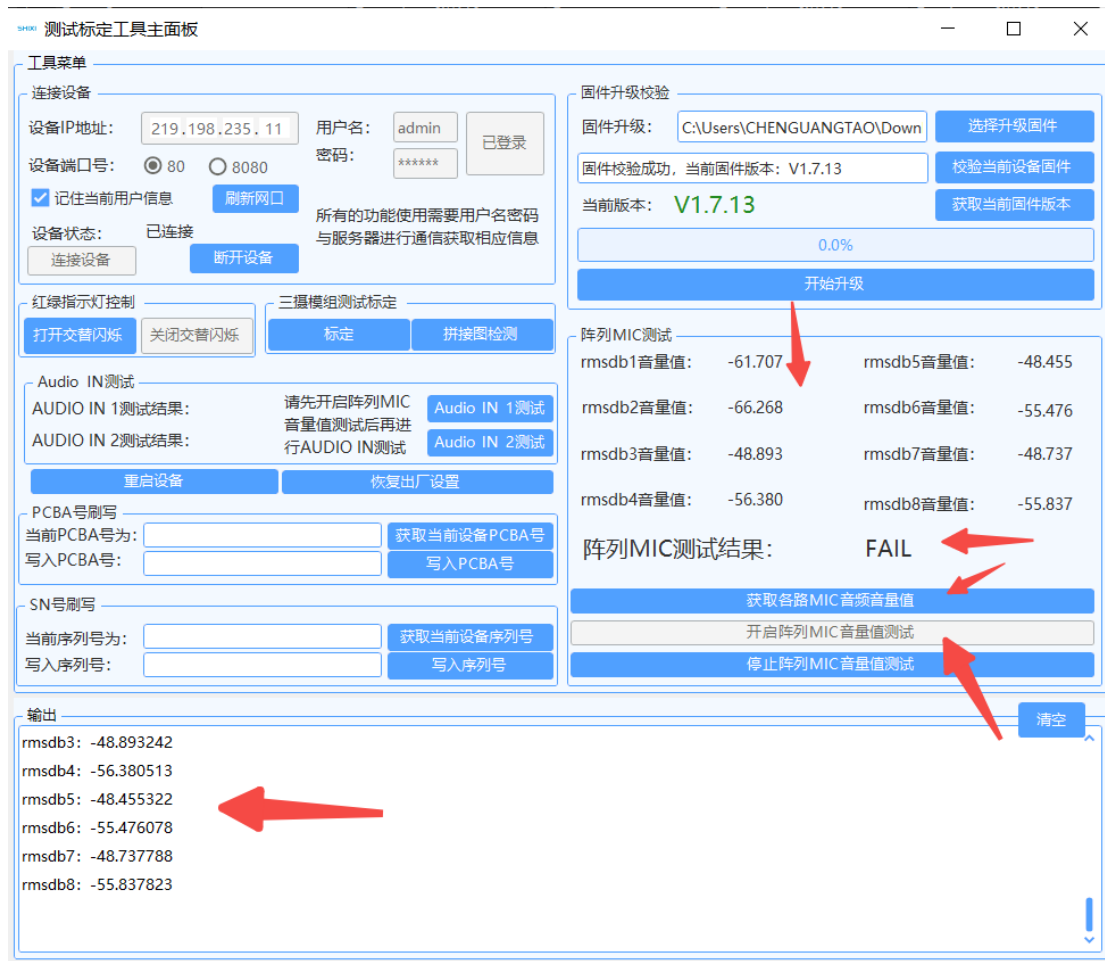 SHXO 测试标定工具主面板
工具菜单
连接设备
设备IP地址： 219.198.235. 11 用户名： admin 已登录
密码： ******
设备端口号： 80 8080
记住当前用户信息 刷新网口
所有的功能使用需要用户名密码
与服务器进行通信获取相应信息
设备状态： 已连接
连接设备 断开设备
固件升级校验
固件升级： C:\Users\CHENGUANGTAO\Down 选择升级固件
固件校验成功，当前固件版本：V1.7.13 校验当前设备固件
当前版本： V1.7.13 获取当前固件版本
0.0%
开始升级
红绿指示灯控制
打开交替闪烁 关闭交替闪烁
三摄模组测试标定
标定 拼接图检测
Audio IN测试
AUDIO IN 1测试结果：
AUDIO IN 2测试结果：
请先开启阵列MIC
音量值测试后再进
行AUDIO IN测试
Audio IN 1测试
Audio IN 2测试
重启设备 恢复出厂设置
PCBA号刷写
当前PCBA号为： 获取当前设备PCBA号
写入PCBA号： 写入PCBA号
SN号刷写
当前序列号为： 获取当前设备序列号
写入序列号： 写入序列号
阵列MIC测试
rmsdb1音量值： -61.707 rmsdb5音量值： -48.455
rmsdb2音量值： -66.268 rmsdb6音量值： -55.476
rmsdb3音量值： -48.893 rmsdb7音量值： -48.737
rmsdb4音量值： -56.380 rmsdb8音量值： -55.837
阵列MIC测试结果： FAIL
获取各路MIC音频音量值
开启阵列MIC音量值测试
停止阵列MIC音量值测试
输出 清空
rmsdb3：-48.893242
rmsdb4：-56.380513
rmsdb5：-48.455322
rmsdb6：-55.476078
rmsdb7：-48.737788
rmsdb8：-55.837823